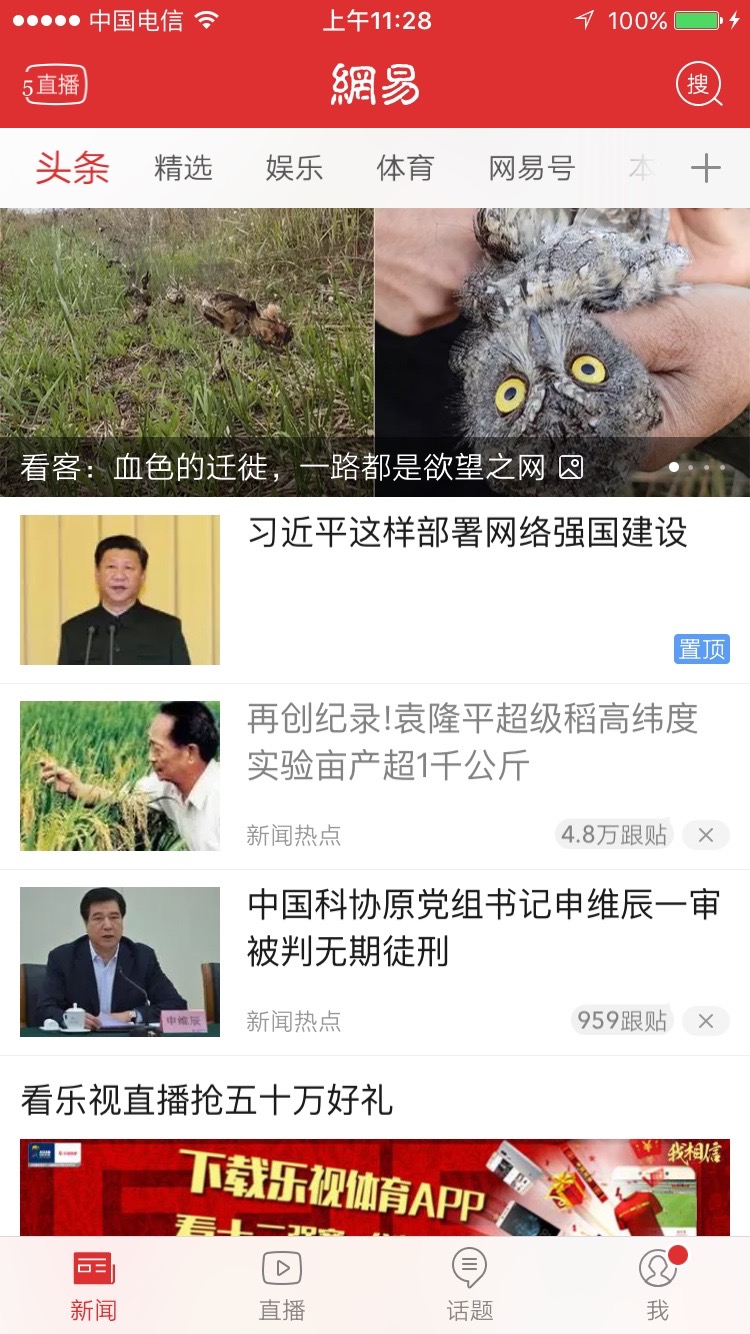 中国电信 上午11:28 100%
5直播 網易 搜
头条 精选 娱乐 体育 网易号 本
看客：血色的迁徙，一路都是欲望之网
习近平这样部署网络强国建设
置顶
再创纪录!袁隆平超级稻高纬度
实验亩产超1千公斤
新闻热点 4.8万跟贴
中国科协原党组书记申维辰一审
被判无期徒刑
申维辰
新闻热点 959跟贴
看乐视直播抢五十万好礼
我相信
下载乐视体育APP
新闻 直播 话题 我